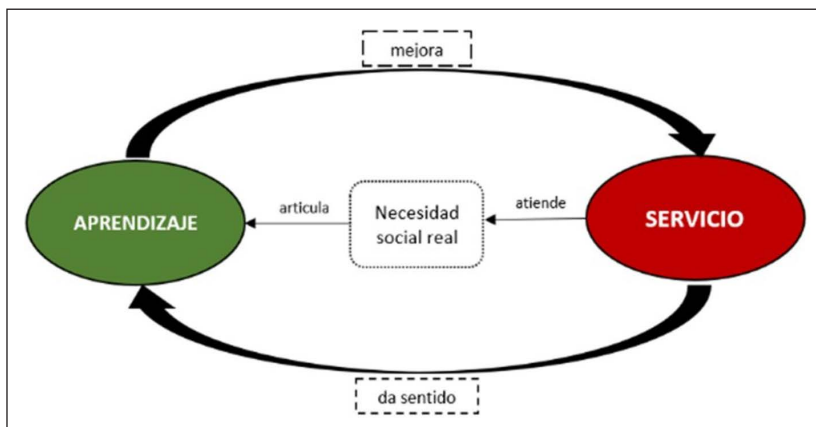 mejora
APRENDIZAJE
articula
Necesidad
social real
atiende
SERVICIO
da sentido